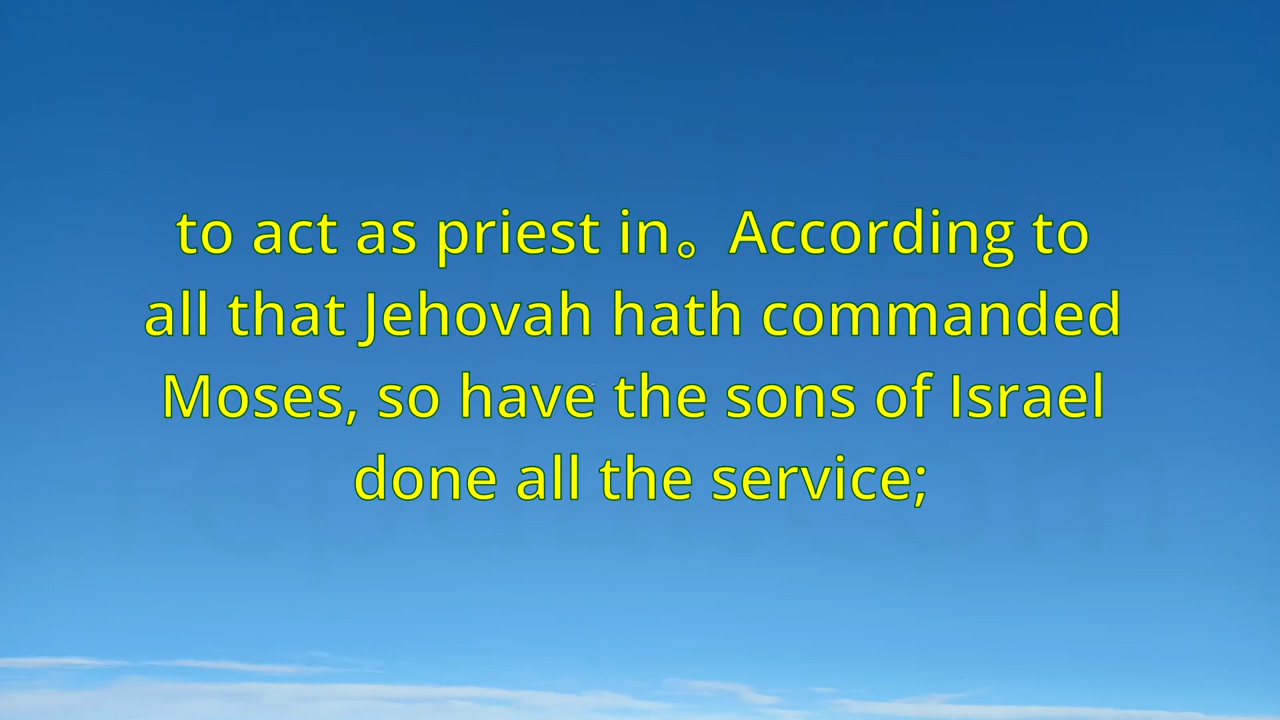 to act as priest in。 According to
all that Jehovah hath commanded
Moses, so have the sons of Israel
done all the service;